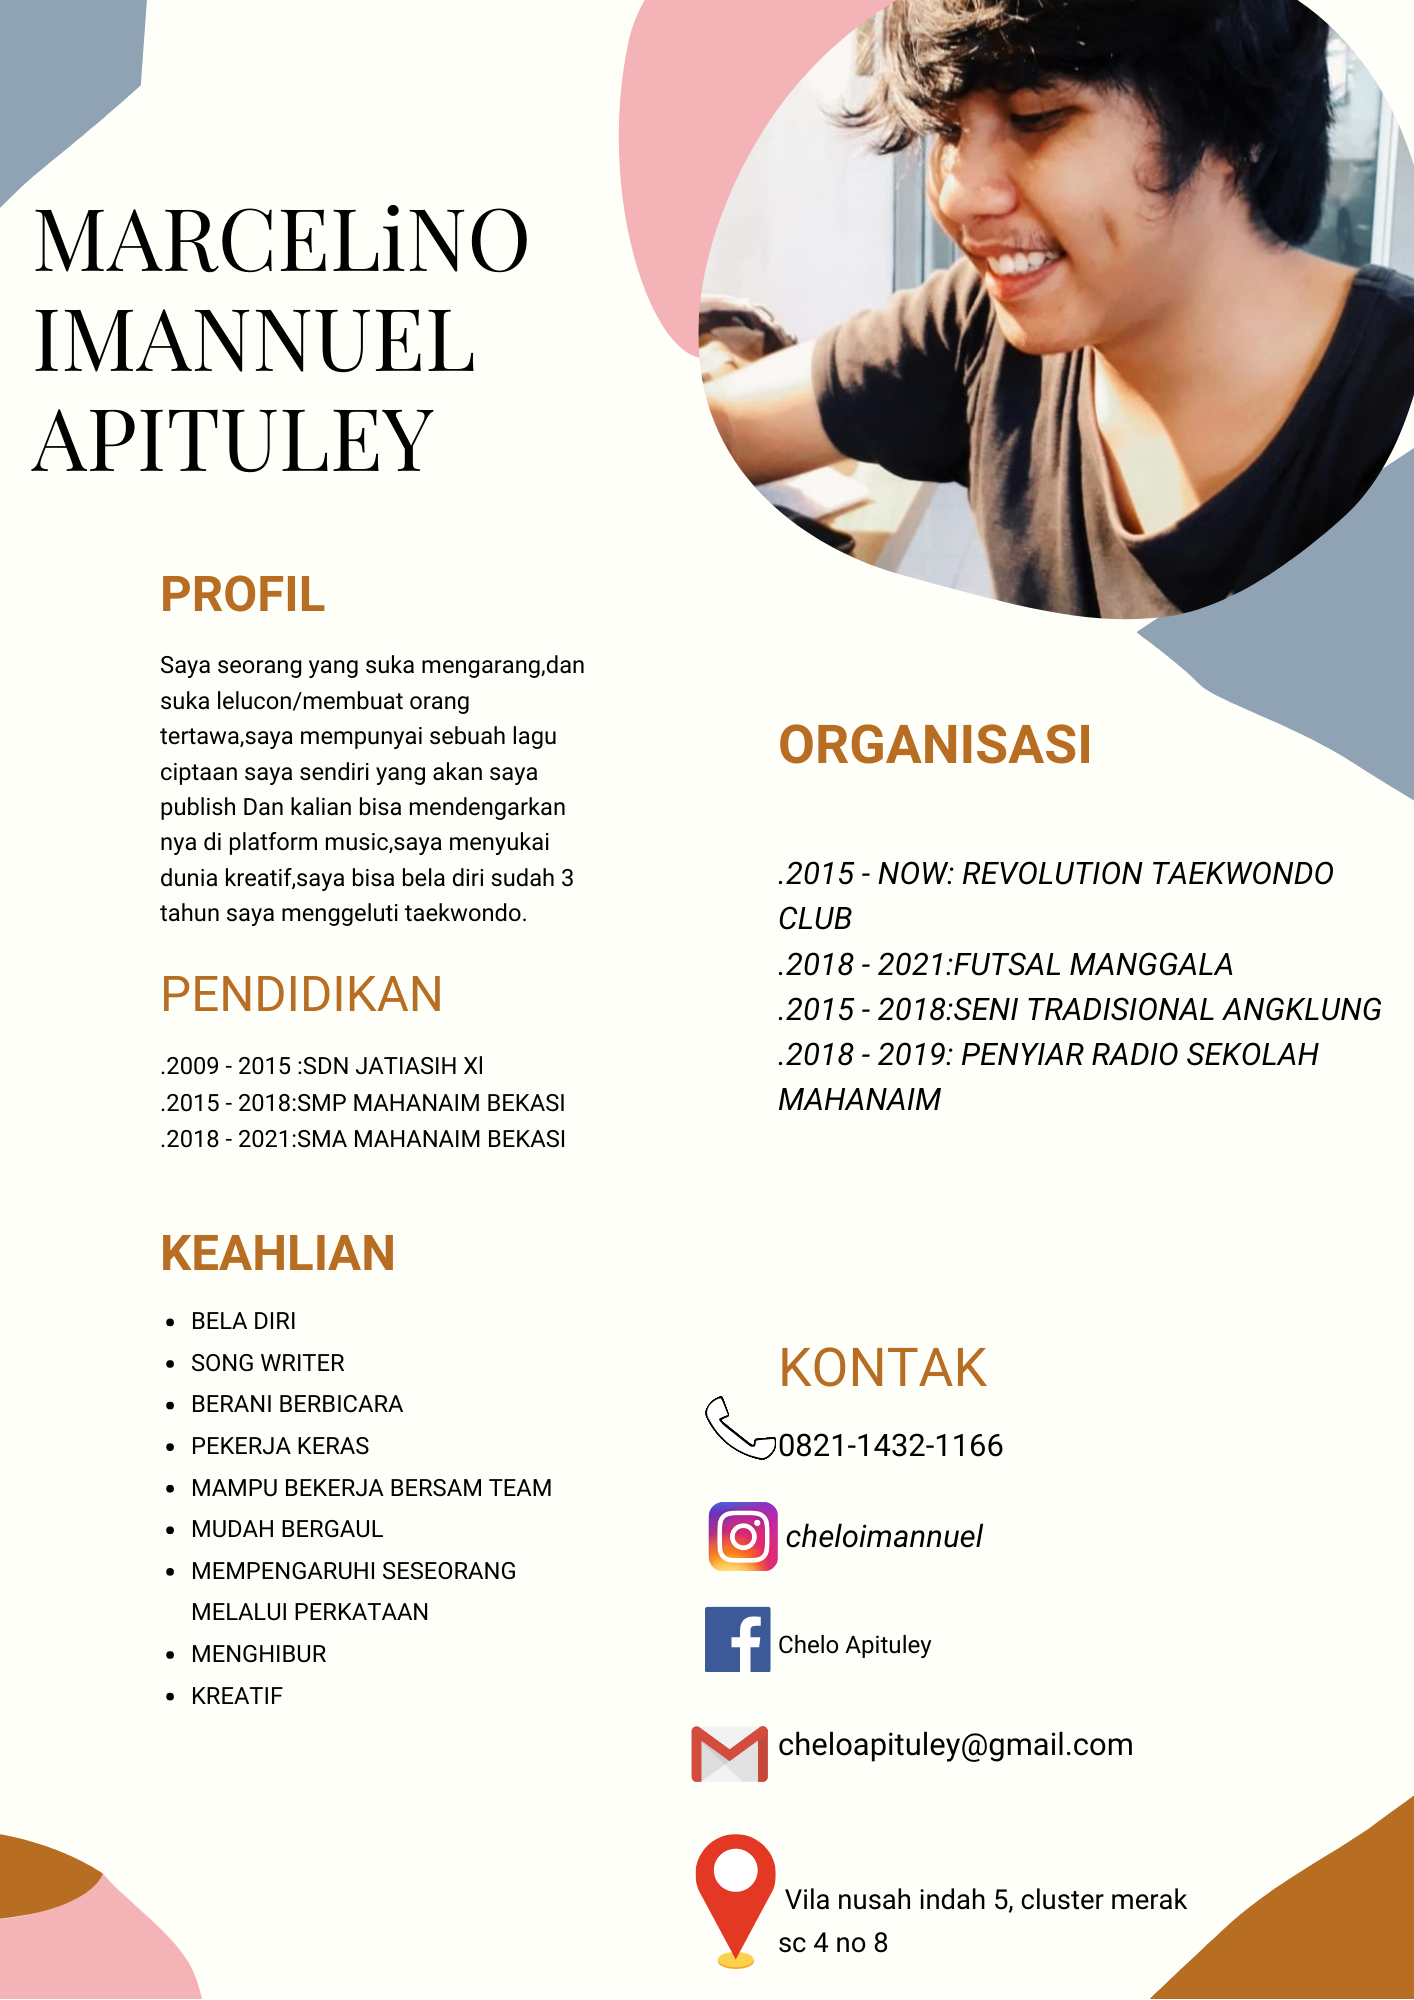 MARCELiNO
IMANNUEL
APITULEY
PROFIL
Saya seorang yang suka mengarang,dan
suka lelucon/membuat orang
tertawa,saya mempunyai sebuah lagu
ciptaan saya sendiri yang akan saya
publish Dan kalian bisa mendengarkan
nya di platform music,saya menyukai
dunia kreatif,saya bisa bela diri sudah 3
tahun saya menggeluti taekwondo.
PENDIDIKAN
.2009 - 2015 :SDN JATIASIH Xl
.2015 - 2018:SMP MAHANAIM BEKASI
.2018 - 2021:SMA MAHANAIM BEKASI
KEAHLIAN
• BELA DIRI
• SONG WRITER
• BERANI BERBICARA
• PEKERJA KERAS
• MAMPU BEKERJA BERSAM TEAM
• MUDAH BERGAUL
• MEMPENGARUHI SESEORANG
MELALUI PERKATAAN
• MENGHIBUR
• KREATIF
ORGANISASI
.2015 - NOW: REVOLUTION TAEKWONDO
CLUB
.2018 - 2021:FUTSAL MANGGALA
.2015 - 2018:SENI TRADISIONAL ANGKLUNG
.2018 - 2019: PENYIAR RADIO SEKOLAH
MAHANAIM
KONTAK
0821-1432-1166
cheloimannuel
Chelo Apituley
cheloapituley@gmail.com
Vila nusah indah 5, cluster merak
sc 4 no 8